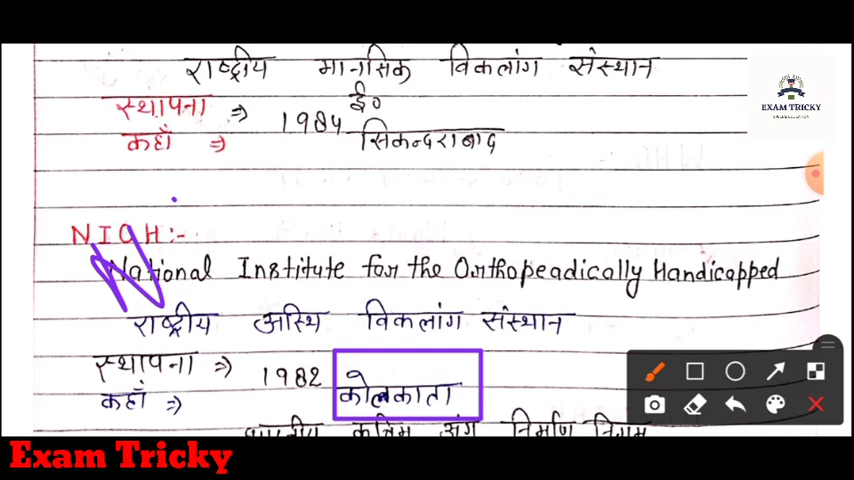 राष्ट्रीय मानसिक विकलांग संस्थान
स्थापना ⇒ 1984 ई०
कहाँ ⇒ सिकन्दराबाद
EXAM TRICKY
NIOH:-
National Institute for the Orthopeadically Handicapped
राष्ट्रीय अस्थि विकलांग संस्थान
स्थापना ⇒ 1982
कहाँ ⇒ कोलकाता
कृत्रिम अंग निर्माण निगम
Exam Tricky